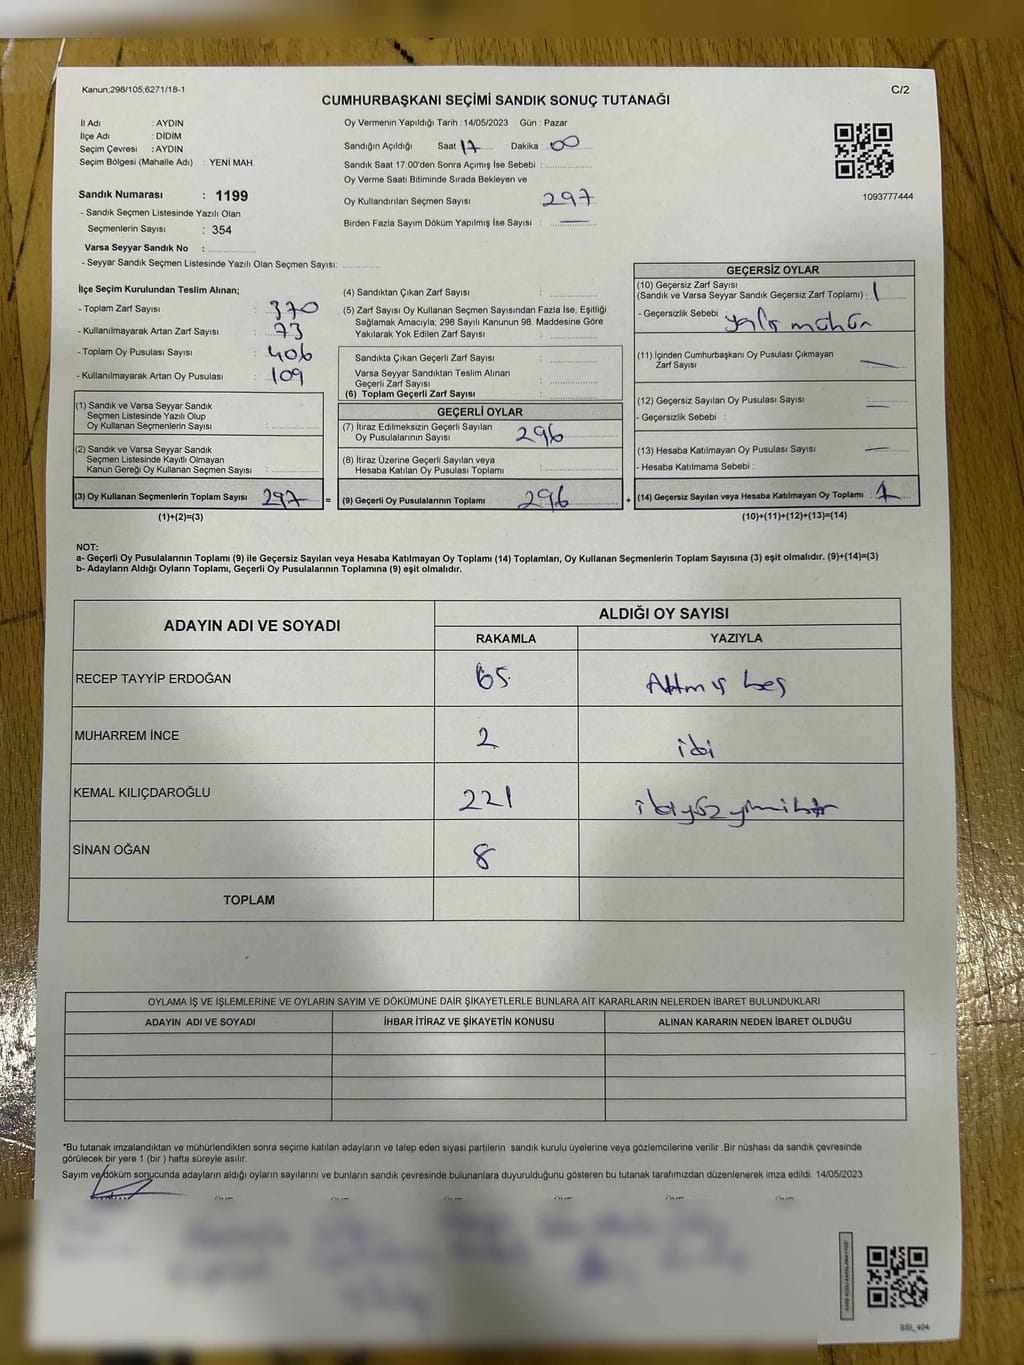 Kanun;298/105;6271/18-1
C/2
CUMHURBAŞKANI SEÇİMİ SANDIK SONUÇ TUTANAĞI
İl Adı : AYDIN
İlçe Adı : DİDİM
Seçim Çevresi : AYDIN
Seçim Bölgesi (Mahalle Adı) : YENİ MAH.
Sandık Numarası : 1199
- Sandık Seçmen Listesinde Yazılı Olan
Seçmenlerin Sayısı : 354
Varsa Seyyar Sandık No :
- Seyyar Sandık Seçmen Listesinde Yazılı Olan Seçmen Sayısı:
Oy Vermenin Yapıldığı Tarih :14/05/2023 Gün : Pazar
Sandığın Açıldığı Saat 17 Dakika : 00
Sandık Saat 17:00'den Sonra Açımış İse Sebebi :
Oy Verme Saati Bitiminde Sırada Bekleyen ve
Oy Kullandırılan Seçmen Sayısı 297
Birden Fazla Sayım Döküm Yapılmış İse Sayısı : —
1093777444
İlçe Seçim Kurulundan Teslim Alınan;
- Toplam Zarf Sayısı : 370
- Kullanılmayarak Artan Zarf Sayısı : 73
- Toplam Oy Pusulası Sayısı : 406
- Kullanılmayarak Artan Oy Pusulası : 109
(1) Sandık ve Varsa Seyyar Sandık
Seçmen Listesinde Yazılı Olup
Oy Kullanan Seçmenlerin Sayısı :
(2) Sandık ve Varsa Seyyar Sandık
Seçmen Listesinde Kayıtlı Olmayan
Kanun Gereği Oy Kullanan Seçmen Sayısı :
(3) Oy Kullanan Seçmenlerin Toplam Sayısı 297 =
(1)+(2)=(3)
(4) Sandıktan Çıkan Zarf Sayısı :
(5) Zarf Sayısı Oy Kullanan Seçmen Sayısından Fazla İse, Eşitliği
Sağlamak Amacıyla; 298 Sayılı Kanunun 98. Maddesine Göre
Yakılarak Yok Edilen Zarf Sayısı :
Sandıkta Çıkan Geçerli Zarf Sayısı :
Varsa Seyyar Sandıktan Teslim Alınan
Geçerli Zarf Sayısı :
(6) Toplam Geçerli Zarf Sayısı :
GEÇERLİ OYLAR
(7) İtiraz Edilmeksizin Geçerli Sayılan
Oy Pusulalarının Sayısı : 296
(8) İtiraz Üzerine Geçerli Sayılan veya
Hesaba Katılan Oy Pusulası Toplamı :
(9) Geçerli Oy Pusulalarının Toplamı 296 +
GEÇERSİZ OYLAR
(10) Geçersiz Zarf Sayısı
(Sandık ve Varsa Seyyar Sandık Geçersiz Zarf Toplamı) : 1
- Geçersizlik Sebebi : mühür
(11) İçinden Cumhurbaşkanı Oy Pusulası Çıkmayan
Zarf Sayısı —
(12) Geçersiz Sayılan Oy Pusulası Sayısı : —
- Geçersizlik Sebebi :
(13) Hesaba Katılmayan Oy Pusulası Sayısı : —
- Hesaba Katılmama Sebebi :
(14) Geçersiz Sayılan veya Hesaba Katılmayan Oy Toplamı : 1
(10)+(11)+(12)+(13)=(14)
NOT:
a- Geçerli Oy Pusulalarının Toplamı (9) ile Geçersiz Sayılan veya Hesaba Katılmayan Oy Toplamı (14) Toplamları, Oy Kullanan Seçmenlerin Toplam Sayısına (3) eşit olmalıdır. (9)+(14)=(3)
b- Adayların Aldığı Oyların Toplamı, Geçerli Oy Pusulalarının Toplamına (9) eşit olmalıdır.
ADAYIN ADI VE SOYADI
ALDIĞI OY SAYISI
RAKAMLA YAZIYLA
RECEP TAYYİP ERDOĞAN 65 Altmış beş
MUHARREM İNCE 2 iki
KEMAL KILIÇDAROĞLU 221 ikiyüzyirmibir
SİNAN OĞAN 8
TOPLAM
OYLAMA İŞ VE İŞLEMLERİNE VE OYLARIN SAYIM VE DÖKÜMÜNE DAİR ŞİKAYETLERLE BUNLARA AİT KARARLARIN NELERDEN İBARET BULUNDUKLARI
ADAYIN ADI VE SOYADI İHBAR İTİRAZ VE ŞİKAYETİN KONUSU ALINAN KARARIN NEDEN İBARET OLDUĞU
*Bu tutanak imzalandıktan ve mühürlendikten sonra seçime katılan adayların ve talep eden siyasi partilerin sandık kurulu üyelerine veya gözlemcilerine verilir .Bir nüshası da sandık çevresinde
görülecek bir yere 1 (bir ) hafta süreyle asılır.
Sayım ve döküm sonucunda adayların aldığı oyların sayılarını ve bunların sandık çevresinde bulunanlara duyurulduğunu gösteren bu tutanak tarafımızdan düzenlenerek imza edildi. 14/05/2023
SSI_404